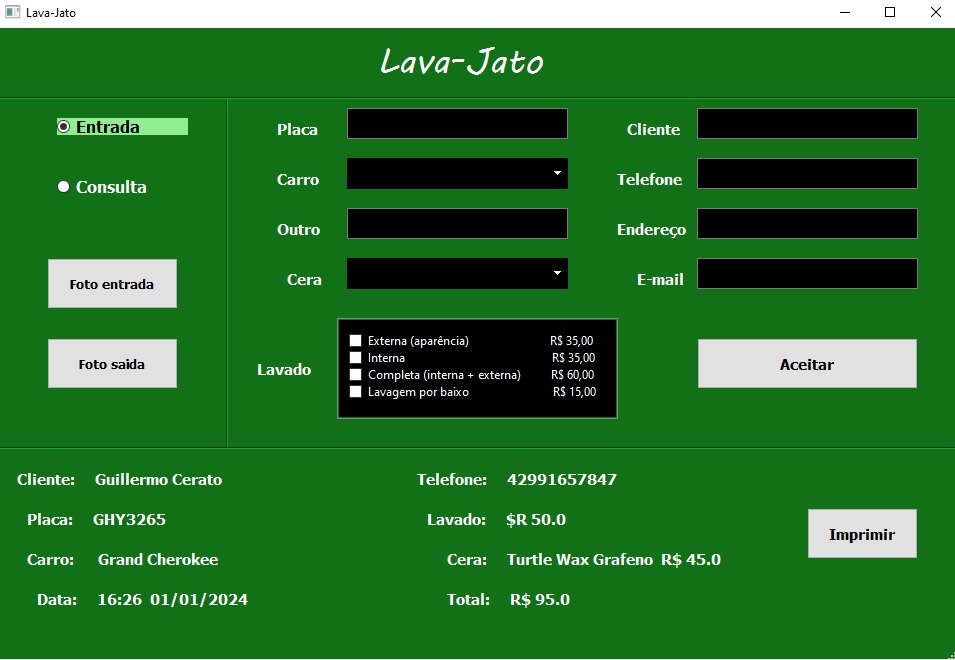 Lava-Jato
Lava-Jato
Entrada
Consulta
Foto entrada
Foto saida
Placa
Carro
Outro
Cera
Cliente
Telefone
Endereço
E-mail
Lavado
Externa (aparência) R$ 35,00
Interna R$ 35,00
Completa (interna + externa) R$ 60,00
Lavagem por baixo R$ 15,00
Aceitar
Cliente: Guillermo Cerato
Placa: GHY3265
Carro: Grand Cherokee
Data: 16:26 01/01/2024
Telefone: 42991657847
Lavado: $R 50.0
Cera: Turtle Wax Grafeno R$ 45.0
Total: R$ 95.0
Imprimir